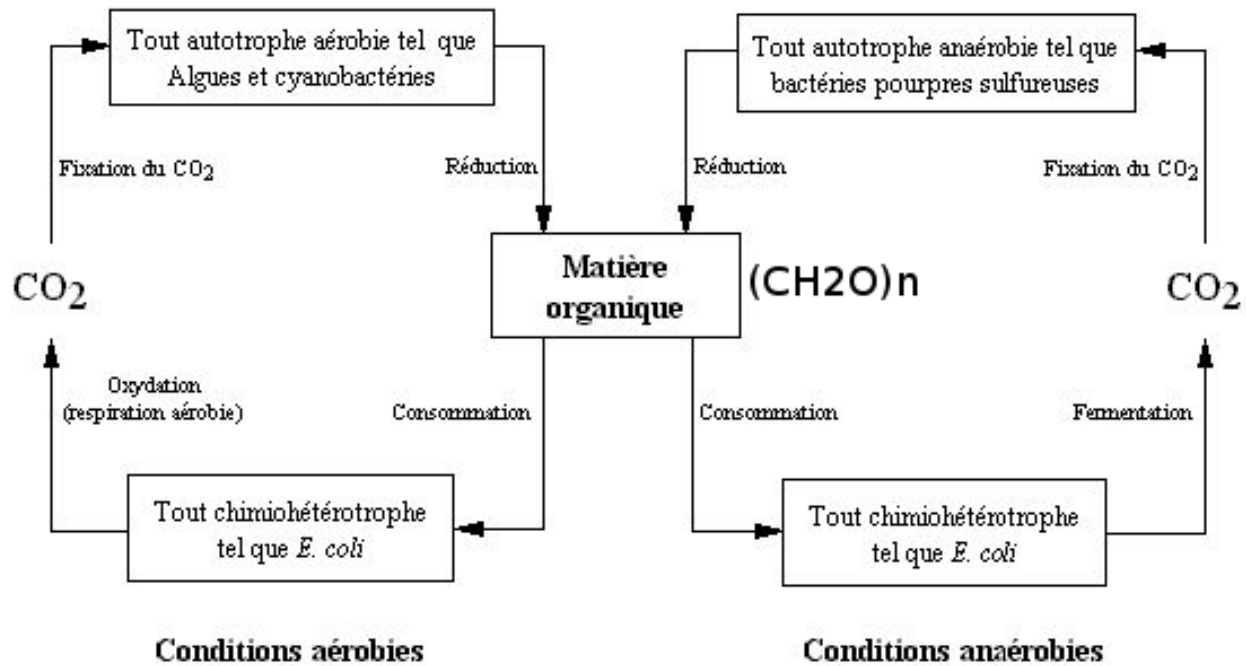 Tout autotrophe aérobie tel que
Algues et cyanobactéries
Tout autotrophe anaérobie tel que
bactéries pourpres sulfureuses
Fixation du CO2
Réduction
Réduction
Fixation du CO2
CO2
Matière
organique
(CH2O)n
CO2
Oxydation
(respiration aérobie)
Consommation
Consommation
Fermentation
Tout chimiohétérotrophe
tel que E. coli
Tout chimiohétérotrophe
tel que E. coli
Conditions aérobies
Conditions anaérobies